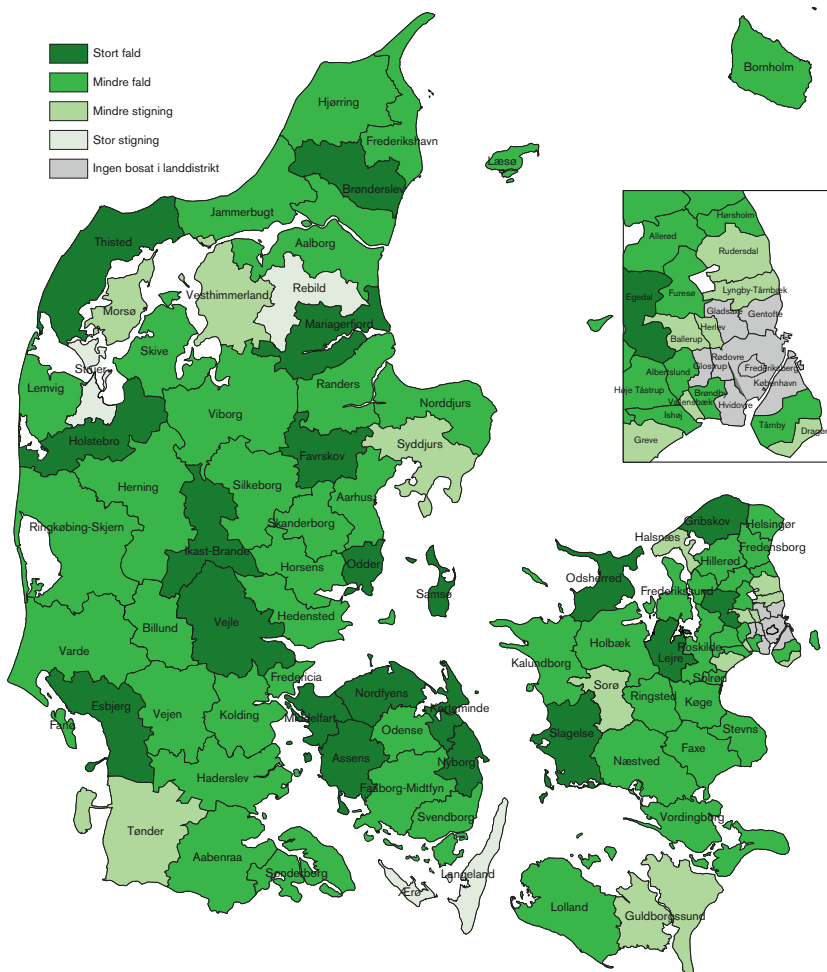 Stort fald
Mindre fald
Mindre stigning
Stor stigning
Ingen bosat i landdistrikt
Bornholm
Hjørring
Frederikshavn
Læsø
Brønderslev
Jammerbugt
Thisted
Aalborg
Rebild
Vesthimmerland
Morsø
Mariagerfjord
Skive
Struer
Lemvig
Randers
Norddjurs
Viborg
Holstebro
Syddjurs
Favrskov
Herning
Silkeborg
Aarhus
Skanderborg
Ringkøbing-Skjern
Ikast-Brande
Horsens
Odder
Samsø
Hedensted
Billund
Vejle
Varde
Fredericia
Esbjerg
Vejen
Kolding
Fanø
Haderslev
Tønder
Aabenraa
Sønderborg
Nordfyens
Middelfart
Kerteminde
Odense
Assens
Nyborg
Faaborg-Midtfyn
Svendborg
Langeland
Ærø
Hørsholm
Allerød
Rudersdal
Egedal
Furesø
Lyngby-Tårnbæk
Gladsaxe
Gentofte
Herlev
Ballerup
Rødovre
Glostrup
Frederiksberg
Albertslund
København
Høje Tåstrup
Brøndby
Vallensbæk
Hvidovre
Ishøj
Tårnby
Dragør
Greve
Gribskov
Helsingør
Halsnæs
Fredensborg
Hillerød
Odsherred
Frederikssund
Holbæk
Roskilde
Kalundborg
Lejre
Solrød
Sorø
Ringsted
Køge
Slagelse
Stevns
Faxe
Næstved
Vordingborg
Lolland
Guldborgsund